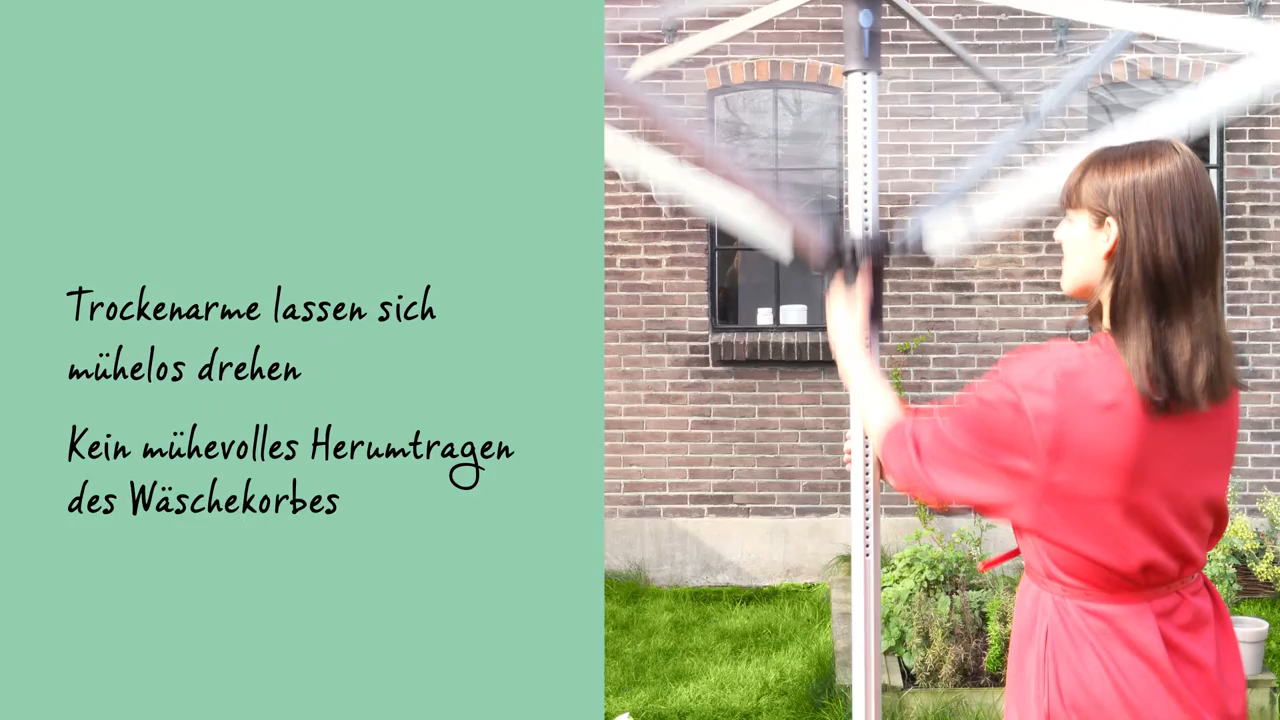 Trockenarme lassen sich
mühelos drehen
Kein mühevolles Herumtragen
des Wäschekorbes